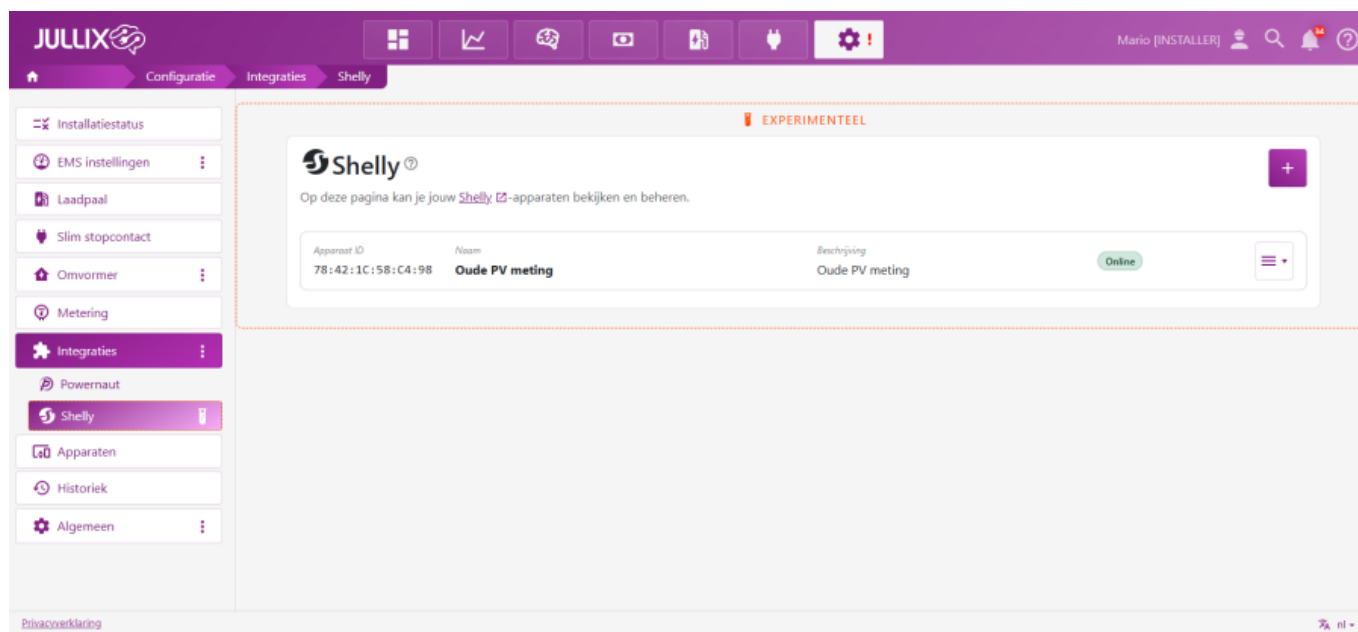 JULLIX
!
Mario [INSTALLER]
Configuratie
Integraties
Shelly
Installatiestatus
EMS instellingen
Laadpaal
Slim stopcontact
Omvormer
Metering
Integraties
Powernaut
Shelly
Apparaten
Historiek
Algemeen
EXPERIMENTEEL
Shelly
+
Op deze pagina kan je jouw Shelly -apparaten bekijken en beheren.
Apparaat ID Naam Beschrijving
78:42:1C:58:C4:98 Oude PV meting Oude PV meting Online
Privacyverklaring
nl